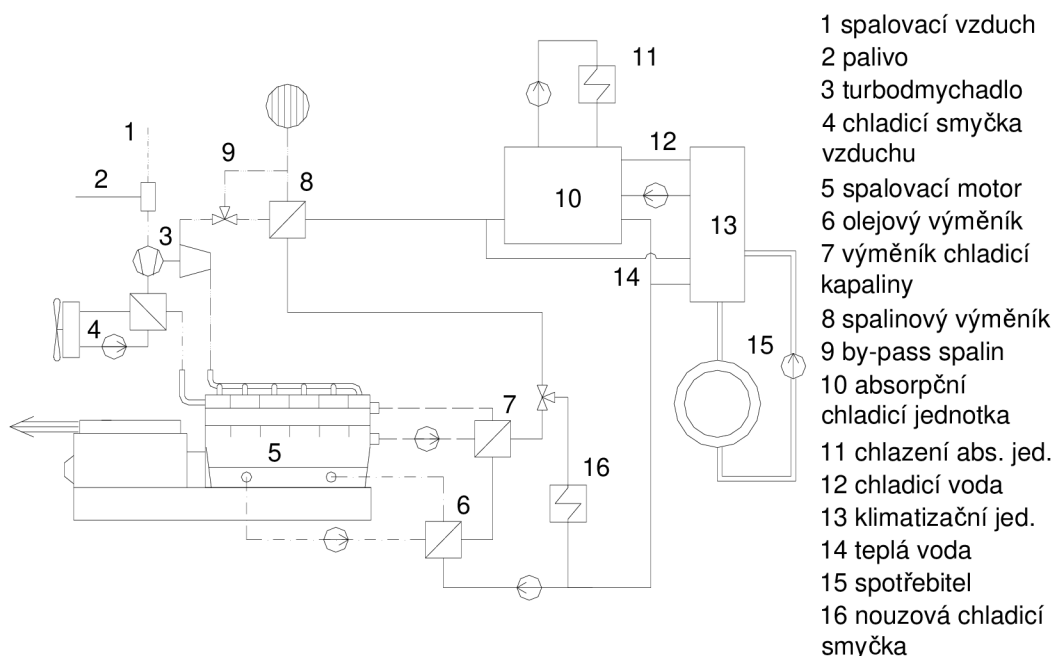 1 spalovací vzduch
2 palivo
3 turbodmychadlo
4 chladicí smyčka
vzduchu
5 spalovací motor
6 olejový výměník
7 výměník chladicí
kapaliny
8 spalinový výměník
9 by-pass spalin
10 absorpční
chladicí jednotka
11 chlazení abs. jed.
12 chladicí voda
13 klimatizační jed.
14 teplá voda
15 spotřebitel
16 nouzová chladicí
smyčka
11
1
12
9
2
8
10
3
13
14
4
15
7
5
16
6